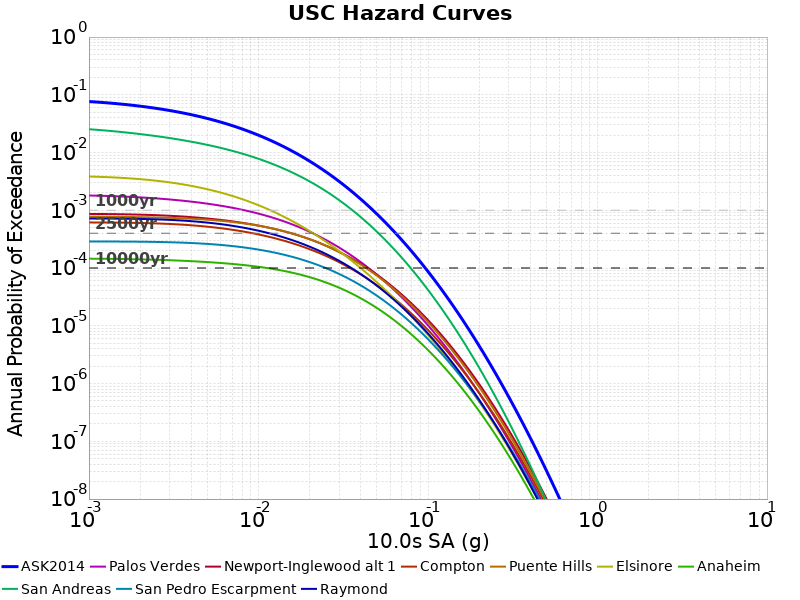 USC Hazard Curves
Annual Probability of Exceedance
10^0
10^-1
10^-2
10^-3
10^-4
10^-5
10^-6
10^-7
10^-8
1000yr
2500yr
10000yr
10^-3 10^-2 10^-1 10^0 10^1
10.0s SA (g)
ASK2014 Palos Verdes Newport-Inglewood alt 1 Compton Puente Hills Elsinore Anaheim
San Andreas San Pedro Escarpment Raymond